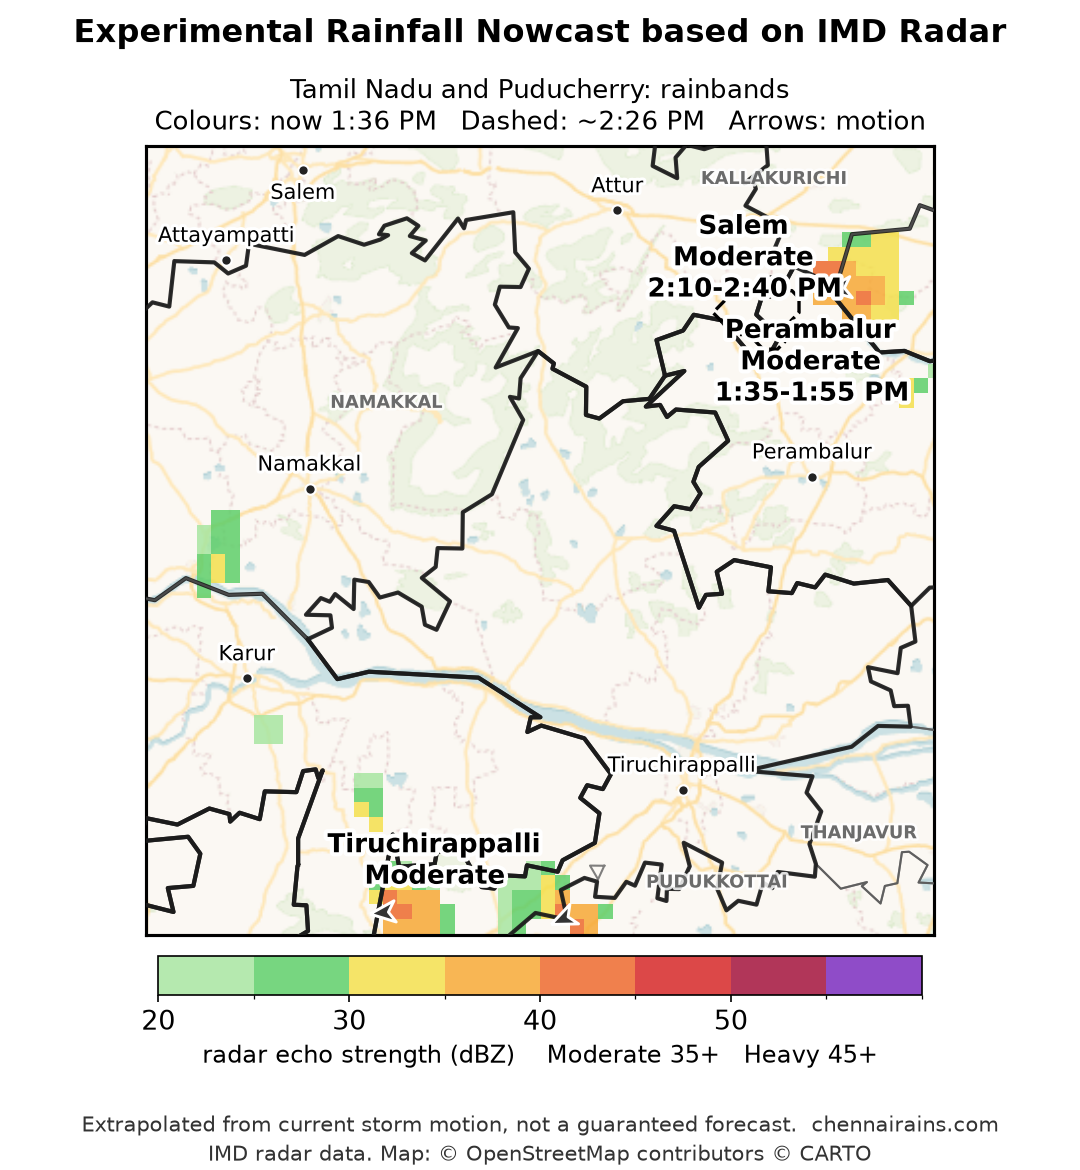 Experimental Rainfall Nowcast based on IMD Radar
Tamil Nadu and Puducherry: rainbands
Colours: now 1:36 PM   Dashed: ~2:26 PM   Arrows: motion
Salem
Attur
KALLAKURICHI
Attayampatti
Salem
Moderate
2:10-2:40 PM
Perambalur
Moderate
1:35-1:55 PM
NAMAKKAL
Namakkal
Perambalur
Karur
Tiruchirappalli
THANJAVUR
Tiruchirappalli
Moderate
PUDUKKOTTAI
20 30 40 50
radar echo strength (dBZ)   Moderate 35+   Heavy 45+
Extrapolated from current storm motion, not a guaranteed forecast.  chennairains.com
IMD radar data. Map: © OpenStreetMap contributors © CARTO